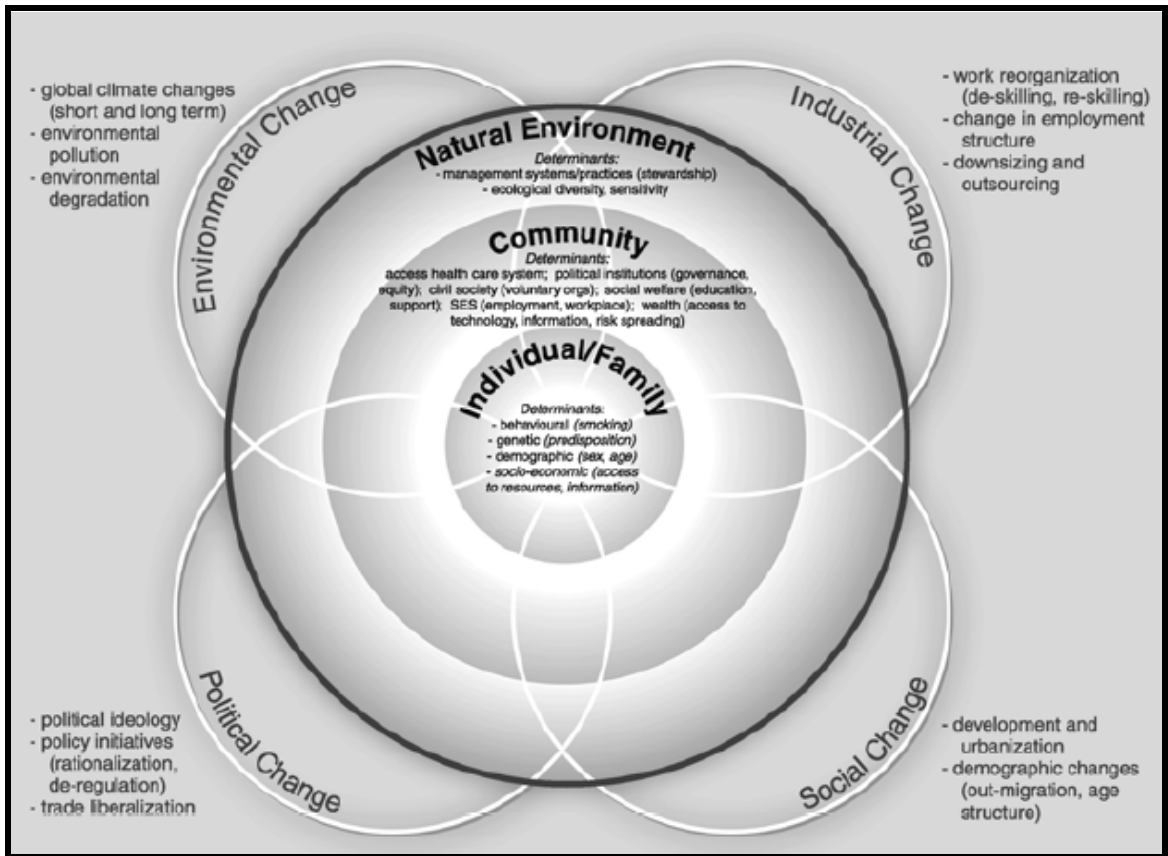 - global climate changes
(short and long term)
- environmental
pollution
- environmental
degradation
Environmental Change
Industrial Change
- work reorganization
(de-skilling, re-skilling)
- change in employment
structure
- downsizing and
outsourcing
Natural Environment
Determinants:
- management systems/practices (stewardship)
- ecological diversity, sensitivity
Community
Determinants:
access health care system; political institutions (governance,
equity); civil society (voluntary orgs); social welfare (education,
support); SES (employment, workplace); wealth (access to
technology, information, risk spreading)
Individual/Family
Determinants:
- behavioural (smoking)
- genetic (predisposition)
- demographic (sex, age)
- socio-economic (access
to resources, information)
- political ideology
- policy initiatives
(rationalization,
de-regulation)
- trade liberalization
Political Change
Social Change
- development and
urbanization
- demographic changes
(out-migration, age
structure)